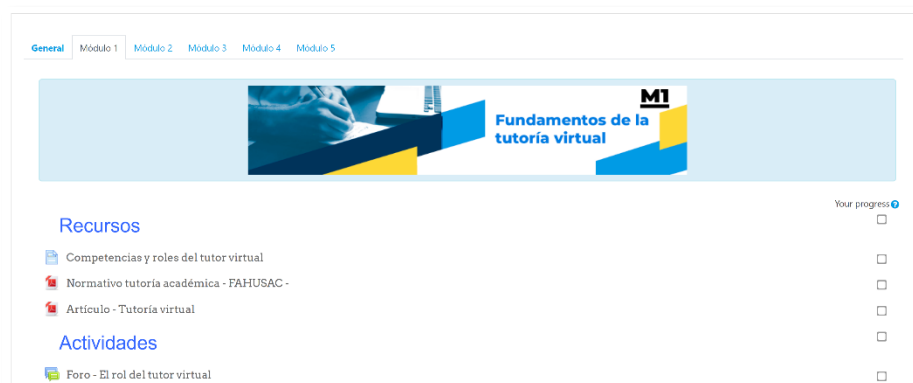 General Módulo 1 Módulo 2 Módulo 3 Módulo 4 Módulo 5
M1
Fundamentos de la
tutoría virtual
Your progress
Recursos
Competencias y roles del tutor virtual
Normativo tutoría académica - FAHUSAC -
Artículo - Tutoría virtual
Actividades
Foro - El rol del tutor virtual